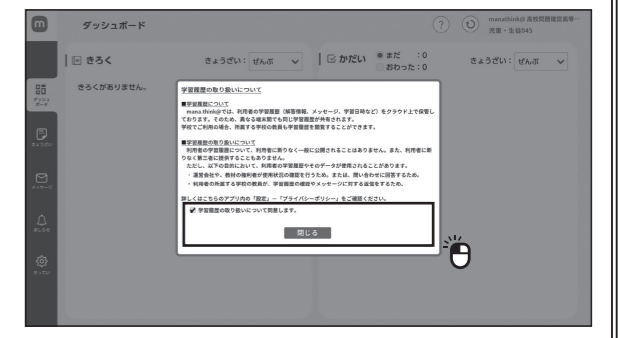 m
ダッシュボード
?
manathink@ 高校問題確認長等…
児童・生徒045
きろく
きょうざい： ぜんぶ
かだい
まだ ：0
おわった：0
きょうざい： ぜんぶ
きろくがありません。
ダッシュ
ボード
きょうざい
メッセージ
おしらせ
せってい
学習履歴の取り扱いについて
■学習履歴について
mana.think@では、利用者の学習履歴（解答情報、メッセージ、学習日時など）をクラウド上で保管し
ております。そのため、異なる端末間でも同じ学習履歴が共有されます。
学校でご利用の場合、所属する学校の教員も学習履歴を閲覧することができます。
■学習履歴の取り扱いについて
利用者の学習履歴について、利用者に断りなく一般に公開されることはありません。また、利用者に断
りなく第三者に提供することもありません。
ただし、以下の目的において、利用者の学習履歴やそのデータが使用されることがあります。
・運営会社や、教材の権利者が使用状況の確認を行うため、または、問い合わせに回答するため。
・利用者の所属する学校の教員が、学習履歴の確認やメッセージに対する返信をするため。
詳しくはこちらのアプリ内の「設定」－「プライバシーポリシー」をご確認ください。
学習履歴の取り扱いについて同意します。
閉じる